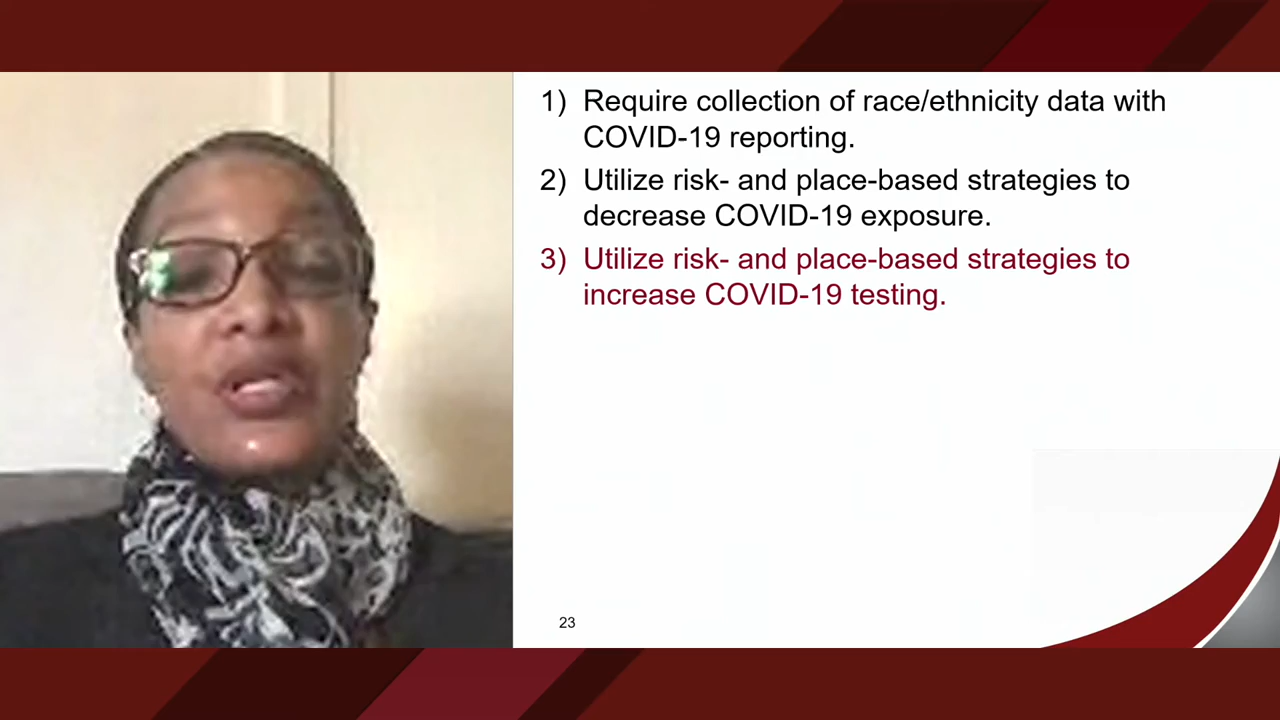 1) Require collection of race/ethnicity data with
COVID-19 reporting.
2) Utilize risk- and place-based strategies to
decrease COVID-19 exposure.
3) Utilize risk- and place-based strategies to
increase COVID-19 testing.
23